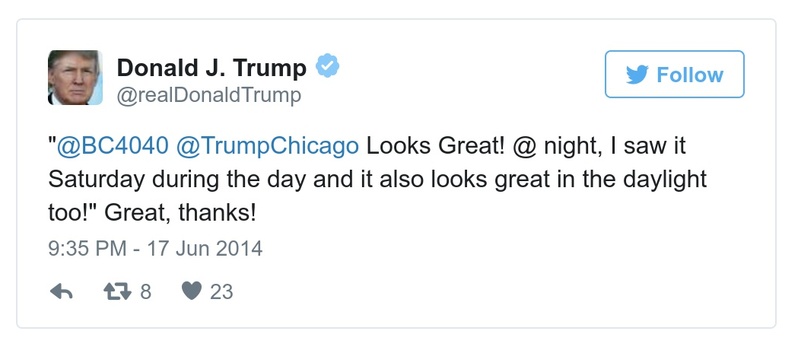 Donald J. Trump
Follow
@realDonaldTrump
"@BC4040 @TrumpChicago Looks Great! @ night, I saw it
Saturday during the day and it also looks great in the daylight
too!" Great, thanks!
9:35 PM - 17 Jun 2014
8 23